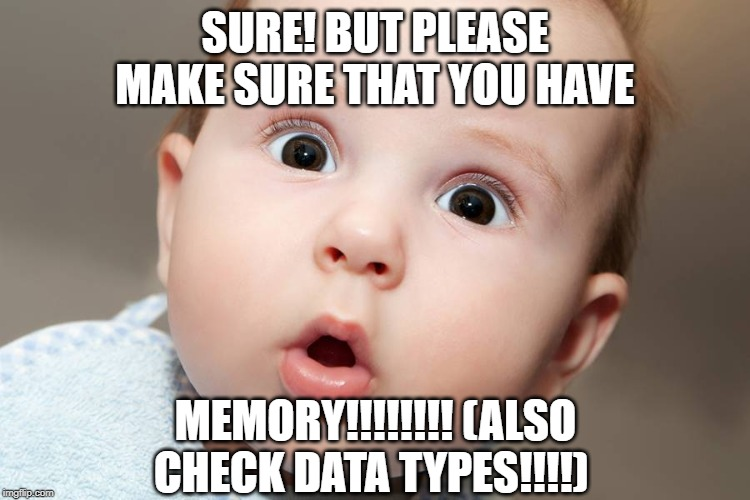 SURE! BUT PLEASE
MAKE SURE THAT YOU HAVE
MEMORY!!!!!!!! (ALSO
CHECK DATA TYPES!!!!)
imgflip.com